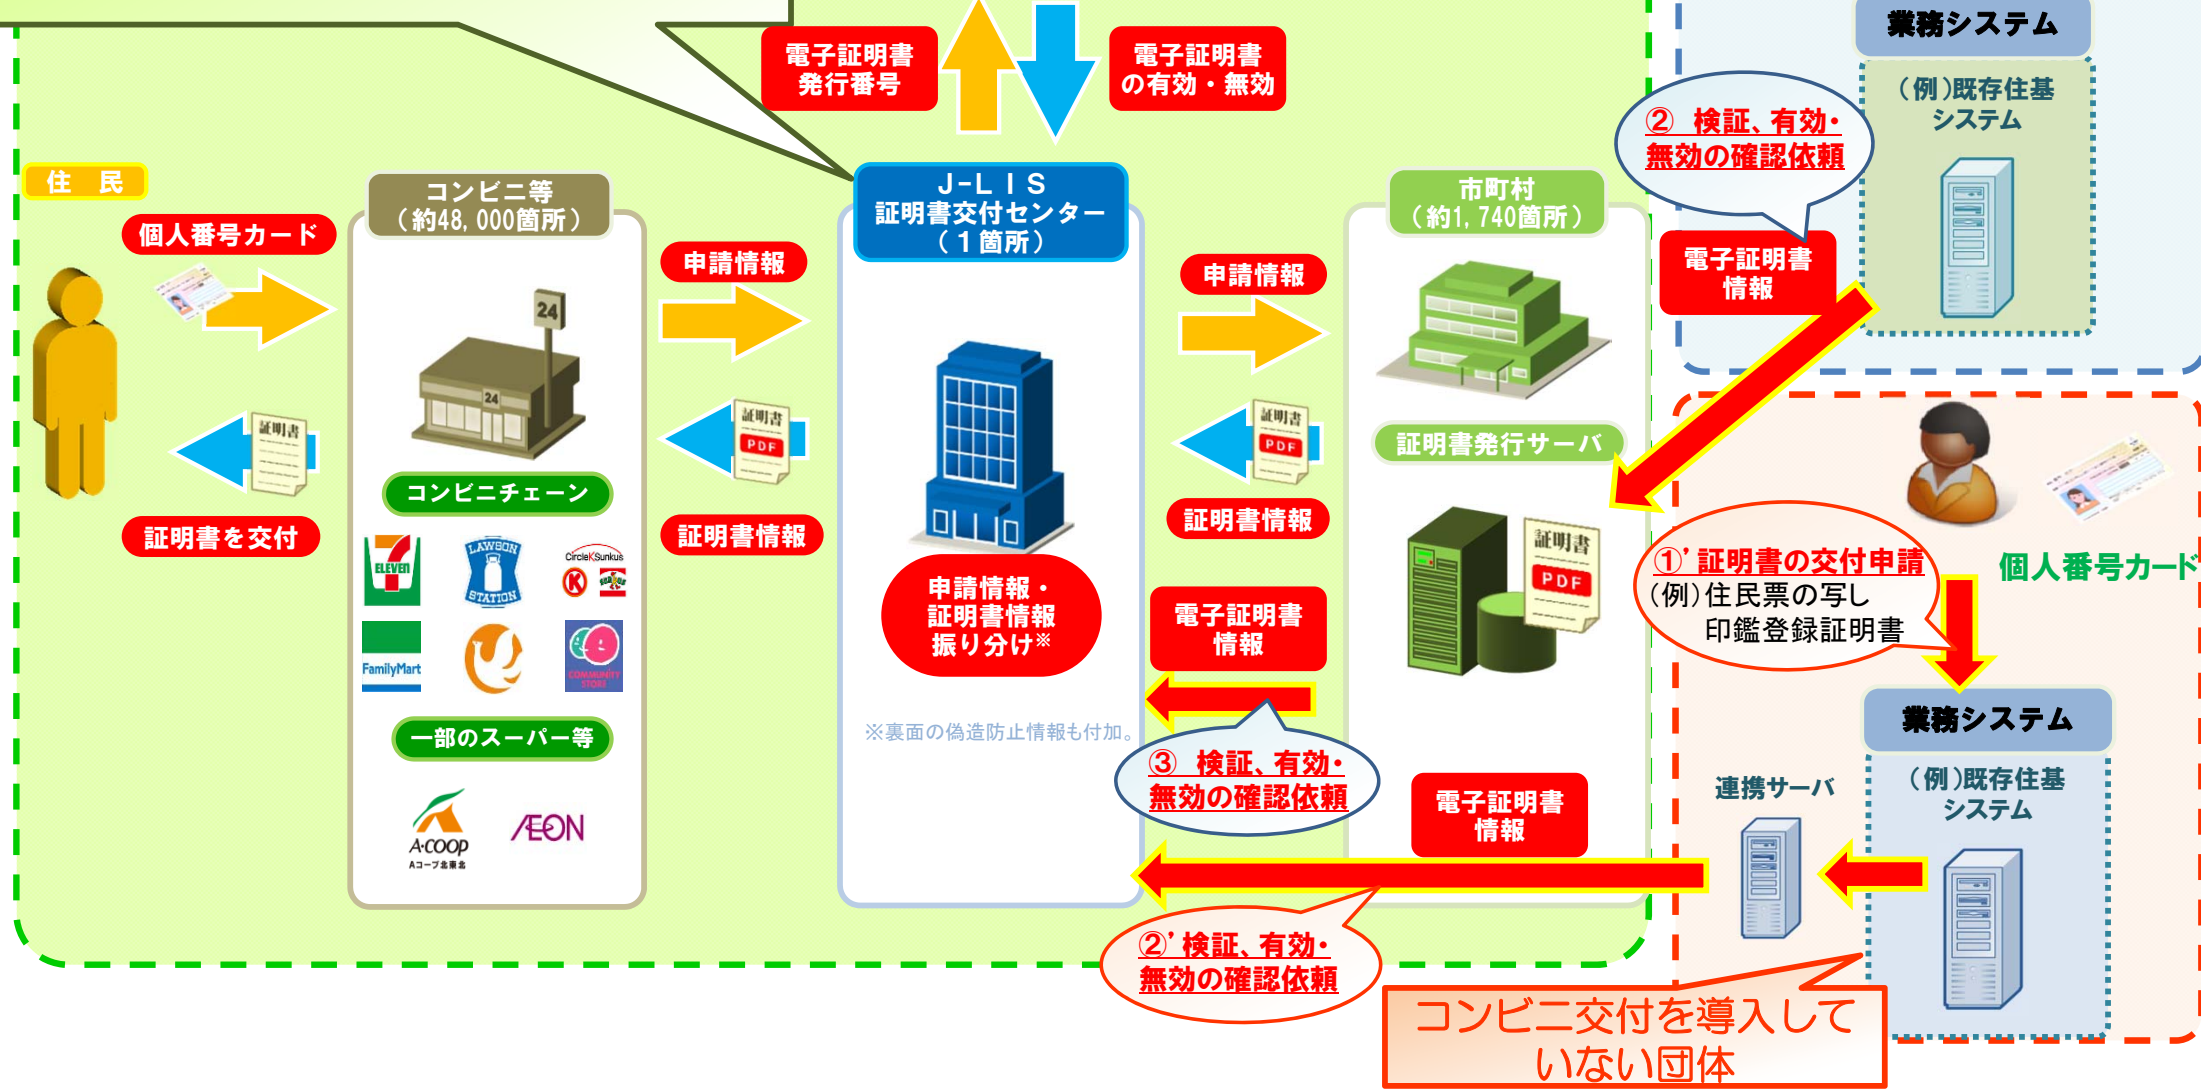 電子証明書
発行番号
電子証明書
の有効・無効
業務システム
（例）既存住基
システム
② 検証、有効・
無効の確認依頼
電子証明書
情報
住 民
個人番号カード
コンビニ等
（約48,000箇所）
24
24
申請情報
J-LIS
証明書交付センター
（１箇所）
申請情報
市町村
（約1,740箇所）
証明書発行サーバ
証明書
証明書を交付
コンビニチェーン
ELEVEN
LAWSON
STATION
CircleKSunkus
K
FamilyMart
COMMUNITY
STORE
一部のスーパー等
A・COOP
Aコープ北東北
ÆON
証明書
PDF
証明書情報
申請情報・
証明書情報
振り分け※
※裏面の偽造防止情報も付加。
証明書
PDF
証明書情報
証明書
PDF
電子証明書
情報
③ 検証、有効・
無効の確認依頼
電子証明書
情報
②’検証、有効・
無効の確認依頼
個人番号カード
①’証明書の交付申請
（例）住民票の写し
印鑑登録証明書
業務システム
（例）既存住基
システム
連携サーバ
コンビニ交付を導入して
いない団体